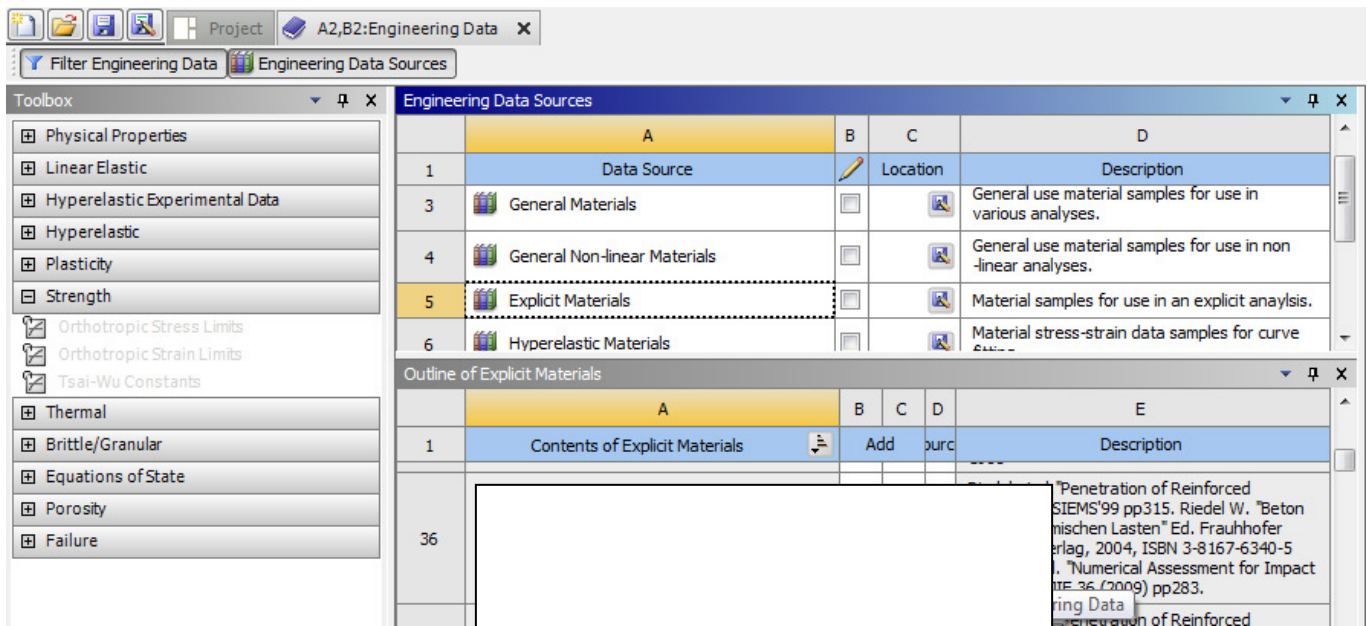 Project
A2,B2:Engineering Data
Filter Engineering Data
Engineering Data Sources
Toolbox
Physical Properties
Linear Elastic
Hyperelastic Experimental Data
Hyperelastic
Plasticity
Strength
Orthotropic Stress Limits
Orthotropic Strain Limits
Tsai-Wu Constants
Thermal
Brittle/Granular
Equations of State
Porosity
Failure
Engineering Data Sources
A B C D
1 Data Source Location Description
3 General Materials General use material samples for use in
various analyses.
4 General Non-linear Materials General use material samples for use in non
-linear analyses.
5 Explicit Materials Material samples for use in an explicit anaylsis.
6 Hyperelastic Materials Material stress-strain data samples for curve
Outline of Explicit Materials
A B C D E
1 Contents of Explicit Materials Add ourc Description
36
"Penetration of Reinforced
SIEMS'99 pp315. Riedel W. "Beton
mischen Lasten" Ed. Frauhhofer
erlag, 2004, ISBN 3-8167-6340-5
. "Numerical Assessment for Impact
36 (2009) pp283.
ring Data
of Reinforced